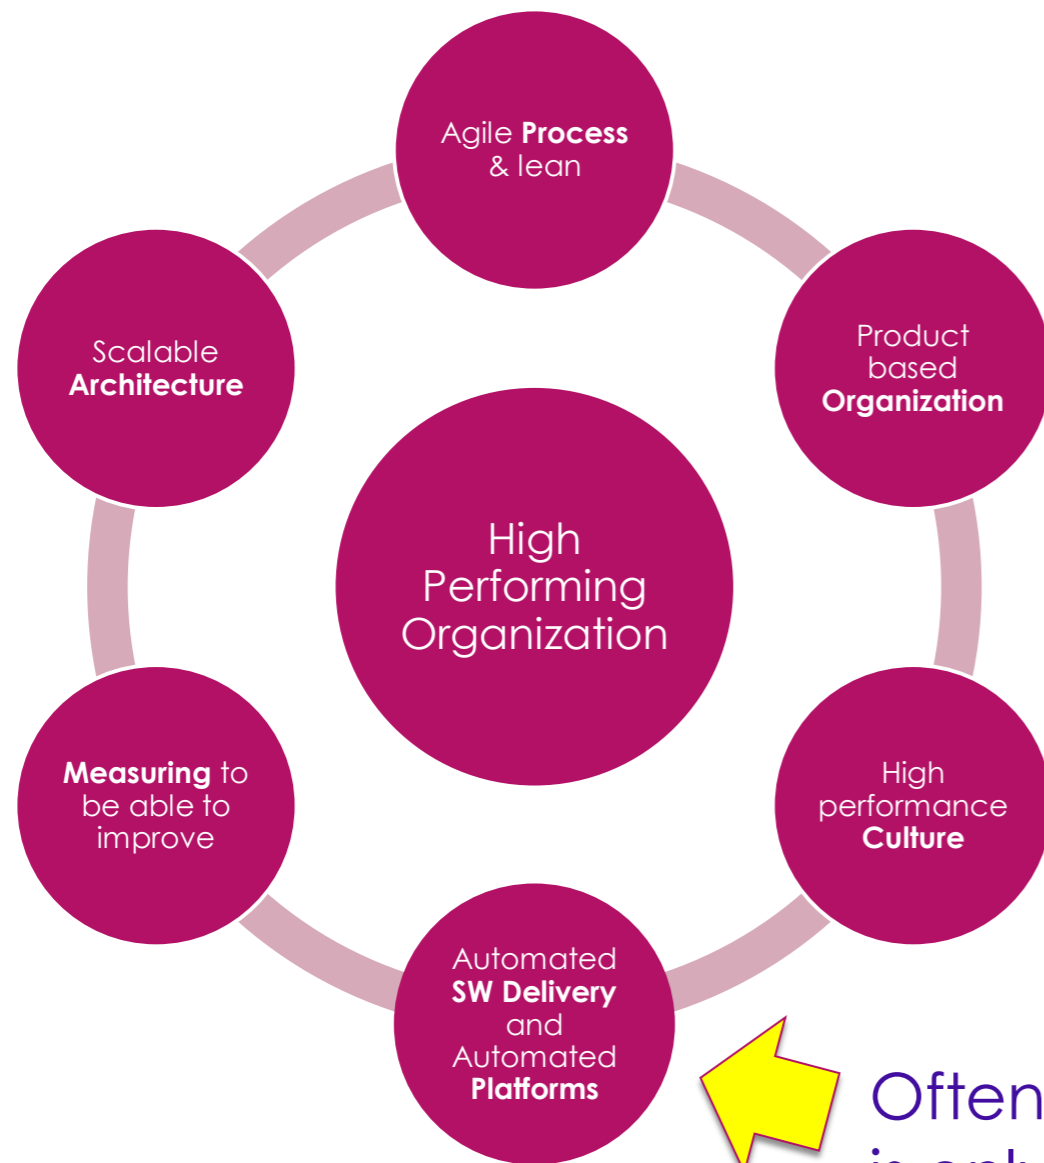 Agile Process
& lean
Scalable
Architecture
Product
based
Organization
High
Performing
Organization
Measuring to
be able to
improve
High
performance
Culture
Automated
SW Delivery
and
Automated
Platforms
Often
is